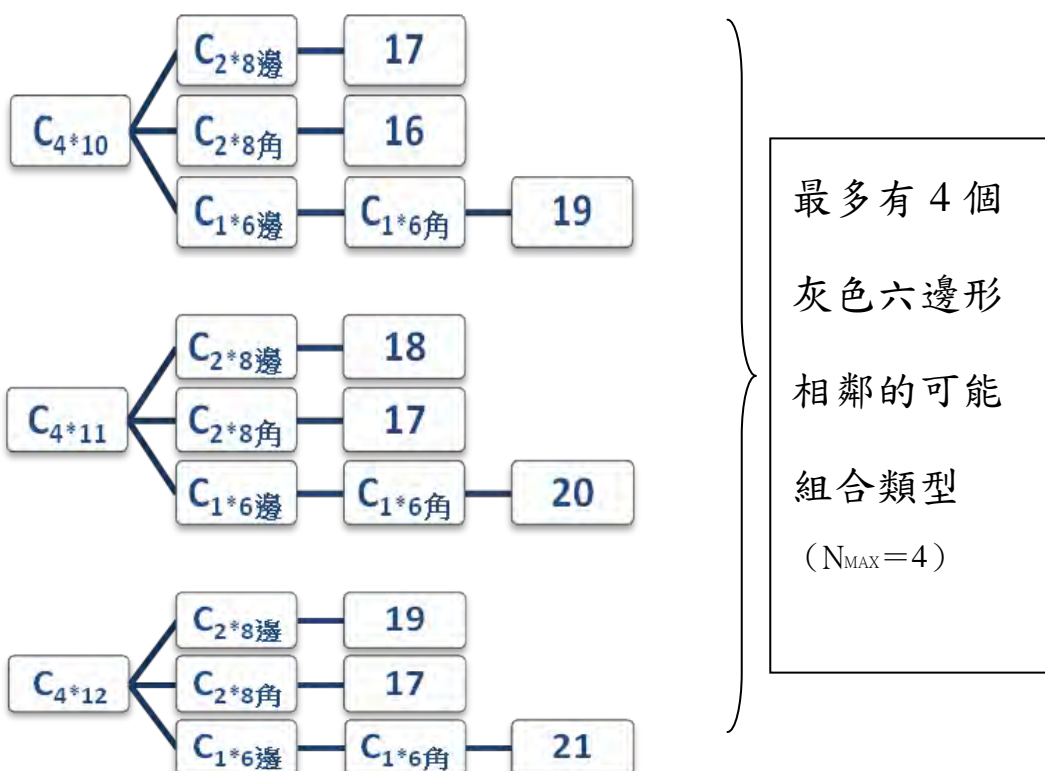 C4*10
C2*8邊 17
C2*8角 16
C1*6邊 C1*6角 19
C4*11
C2*8邊 18
C2*8角 17
C1*6邊 C1*6角 20
C4*12
C2*8邊 19
C2*8角 17
C1*6邊 C1*6角 21
最多有 4 個
灰色六邊形
相鄰的可能
組合類型
(NMAX=4)